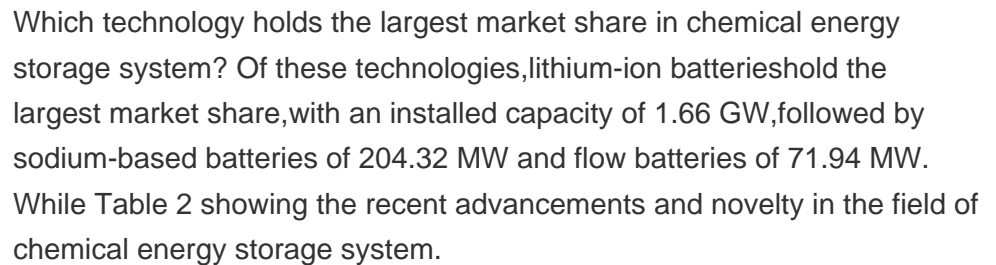 Which technology holds the largest market share in chemical energy
storage system? Of these technologies,lithium-ion batterieshold the
largest market share,with an installed capacity of 1.66 GW,followed by
sodium-based batteries of 204.32 MW and flow batteries of 71.94 MW.
While Table 2 showing the recent advancements and novelty in the field of
chemical energy storage system.